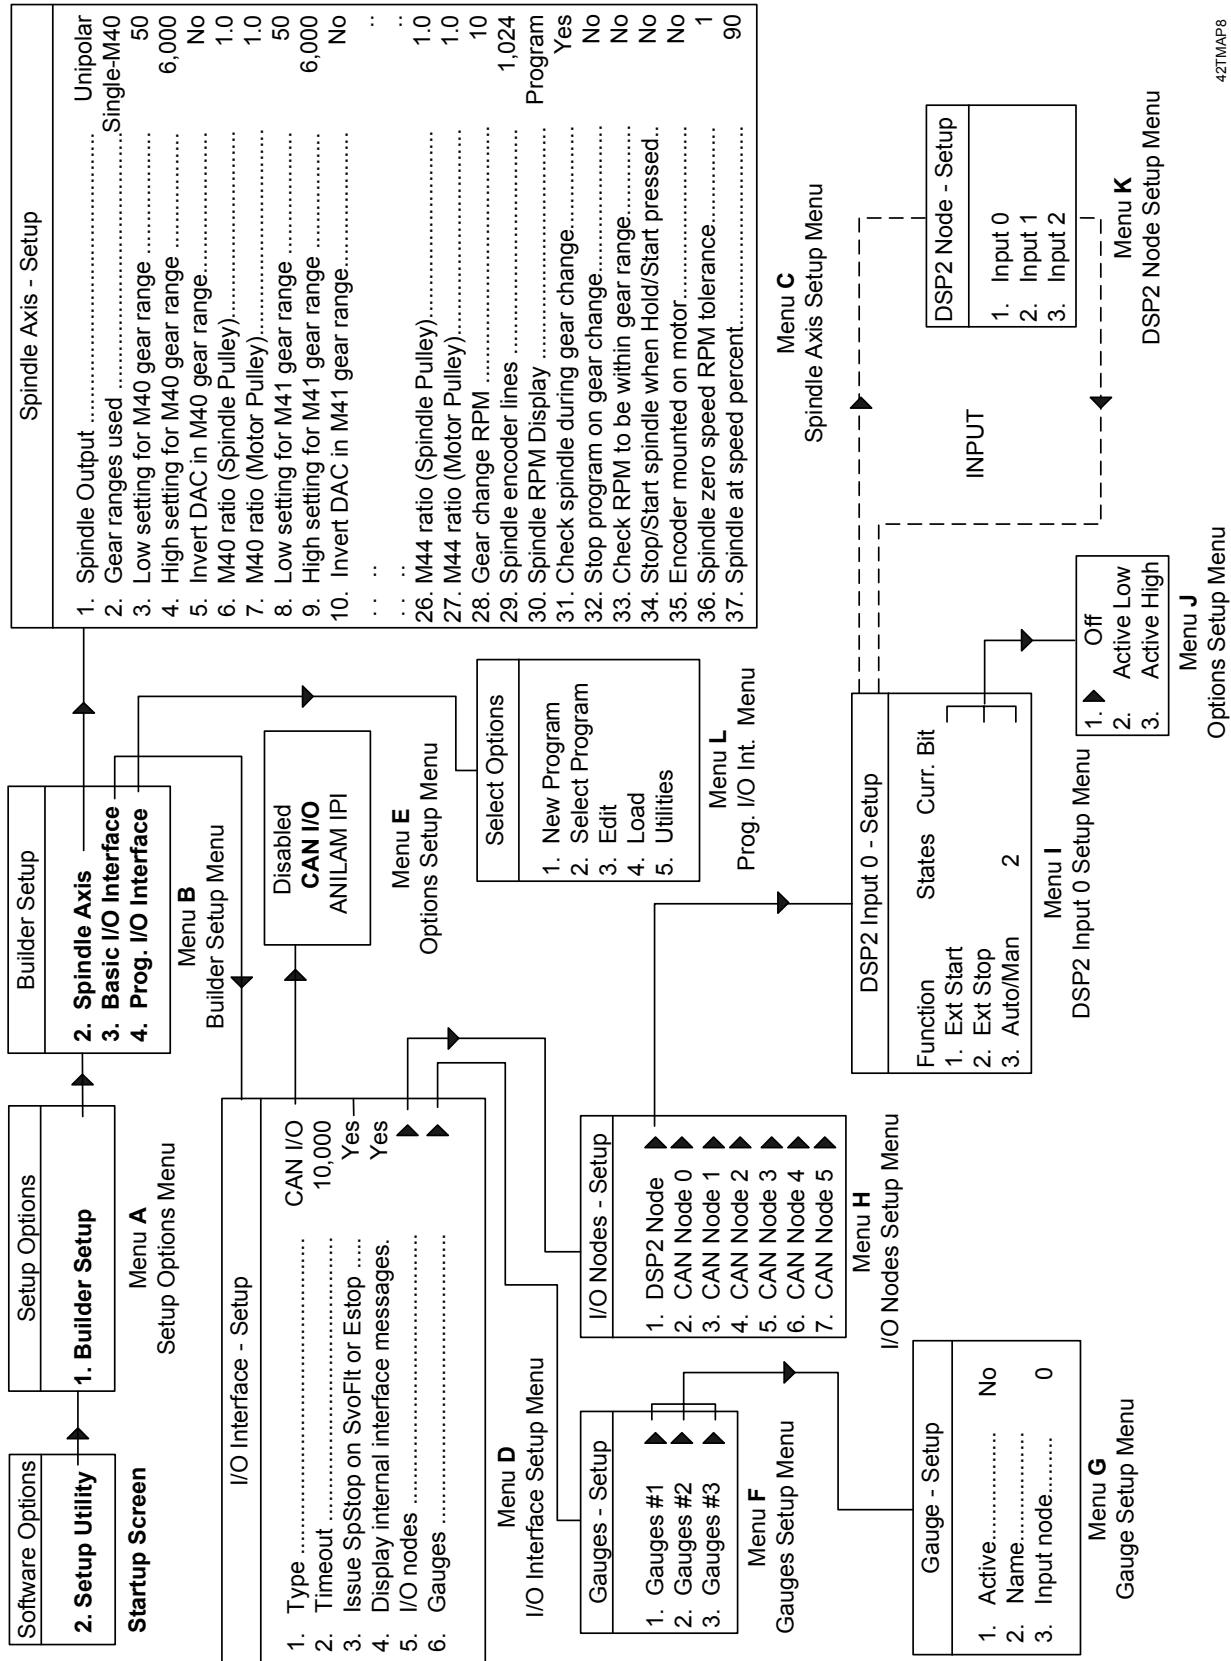 Software Options
2. Setup Utility
Startup Screen
Setup Options
1. Builder Setup
Menu A
Setup Options Menu
Builder Setup
2. Spindle Axis
3. Basic I/O Interface
4. Prog. I/O Interface
Menu B
Builder Setup Menu
Spindle Axis - Setup
1. Spindle Output .......... Unipolar
2. Gear ranges used .......... Single-M40
3. Low setting for M40 gear range .......... 50
4. High setting for M40 gear range .......... 6,000
5. Invert DAC in M40 gear range.......... No
6. M40 ratio (Spindle Pulley).......... 1.0
7. M40 ratio (Motor Pulley).......... 1.0
8. Low setting for M41 gear range .......... 50
9. High setting for M41 gear range .......... 6,000
10. Invert DAC in M41 gear range.......... No
. . . . : :
. . . . : :
26. M44 ratio (Spindle Pulley).......... 1.0
27. M44 ratio (Motor Pulley).......... 1.0
28. Gear change RPM .......... 10
29. Spindle encoder lines .......... 1,024
30. Spindle RPM Display .......... Program
31. Check spindle during gear change.......... Yes
32. Stop program on gear change.......... No
33. Check RPM to be within gear range.......... No
34. Stop/Start spindle when Hold/Start pressed.. No
35. Encoder mounted on motor.......... No
36. Spindle zero speed RPM tolerance.......... 1
37. Spindle at speed percent.......... 90
Menu C
Spindle Axis Setup Menu
I/O Interface - Setup
1. Type .......... CAN I/O
2. Timeout .......... 10,000
3. Issue SpStop on SvoFlt or Estop ..... Yes
4. Display internal interface messages. Yes
5. I/O nodes ..........
6. Gauges ..........
Menu D
I/O Interface Setup Menu
Disabled
CAN I/O
ANILAM IPI
Menu E
Options Setup Menu
Select Options
1. New Program
2. Select Program
3. Edit
4. Load
5. Utilities
Menu L
Prog. I/O Int. Menu
Gauges - Setup
1. Gauges #1
2. Gauges #2
3. Gauges #3
Menu F
Gauges Setup Menu
I/O Nodes - Setup
1. DSP2 Node
2. CAN Node 0
3. CAN Node 1
4. CAN Node 2
5. CAN Node 3
6. CAN Node 4
7. CAN Node 5
Menu H
I/O Nodes Setup Menu
Gauge - Setup
1. Active.......... No
2. Name..........
3. Input node.......... 0
Menu G
Gauge Setup Menu
DSP2 Input 0 - Setup
Function States Curr. Bit
1. Ext Start
2. Ext Stop
3. Auto/Man 2
Menu I
DSP2 Input 0 Setup Menu
1. Off
2. Active Low
3. Active High
Menu J
Options Setup Menu
INPUT
DSP2 Node - Setup
1. Input 0
2. Input 1
3. Input 2
Menu K
DSP2 Node Setup Menu
42TMAP8